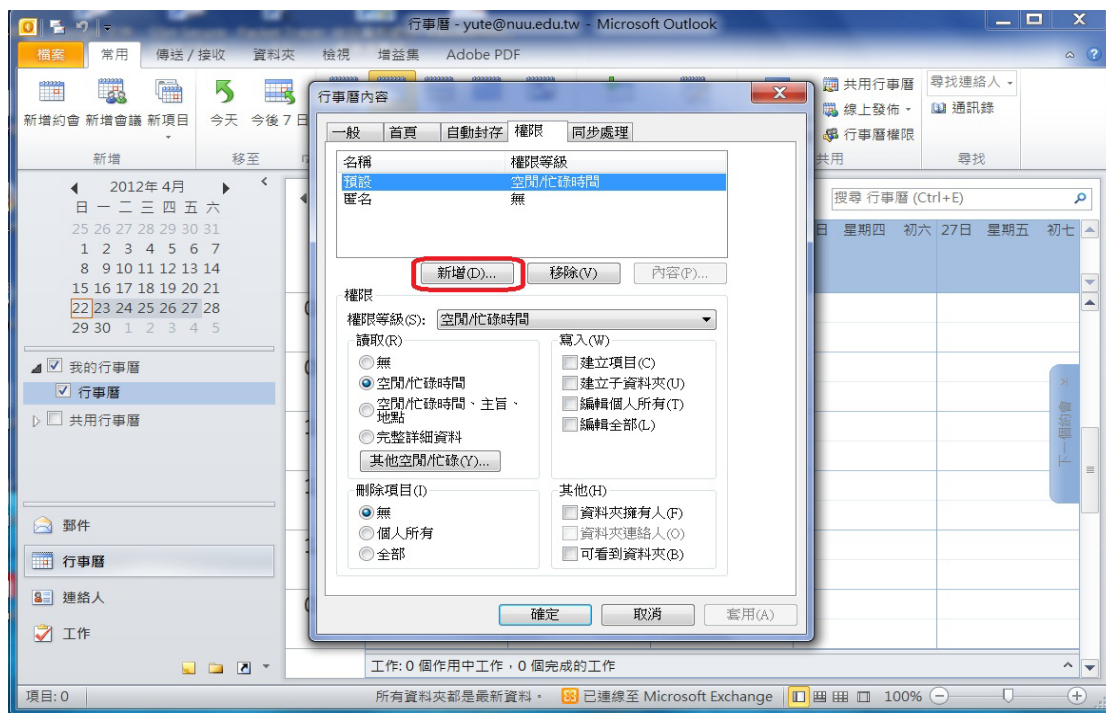 行事曆 - yute@nuu.edu.tw - Microsoft Outlook
檔案 常用 傳送 / 接收 資料夾 檢視 增益集 Adobe PDF
新增約會 新增會議 新項目 今天 今後 7 日
新增 移至
共用行事曆
線上發佈
行事曆權限
共用
尋找連絡人
通訊錄
尋找
2012年 4月
日 一 二 三 四 五 六
25 26 27 28 29 30 31
1 2 3 4 5 6 7
8 9 10 11 12 13 14
15 16 17 18 19 20 21
22 23 24 25 26 27 28
29 30 1 2 3 4 5
我的行事曆
行事曆
共用行事曆
郵件
行事曆
連絡人
工作
行事曆內容
一般 首頁 自動封存 權限 同步處理
名稱 權限等級
預設 空閒/忙碌時間
匿名 無
新增(D)... 移除(V) 內容(P)...
權限
權限等級(S): 空閒/忙碌時間
讀取(R)
無
空閒/忙碌時間
空閒/忙碌時間、主旨、
地點
完整詳細資料
其他空閒/忙碌(Y)...
寫入(W)
建立項目(C)
建立子資料夾(U)
編輯個人所有(T)
編輯全部(L)
刪除項目(I)
無
個人所有
全部
其他(H)
資料夾擁有人(F)
資料夾連絡人(O)
可看到資料夾(B)
確定 取消 套用(A)
搜尋 行事曆 (Ctrl+E)
日 星期四 初六 27日 星期五 初七
下一個約會
工作: 0 個作用中工作，0 個完成的工作
項目: 0 所有資料夾都是最新資料。 已連線至 Microsoft Exchange 100%